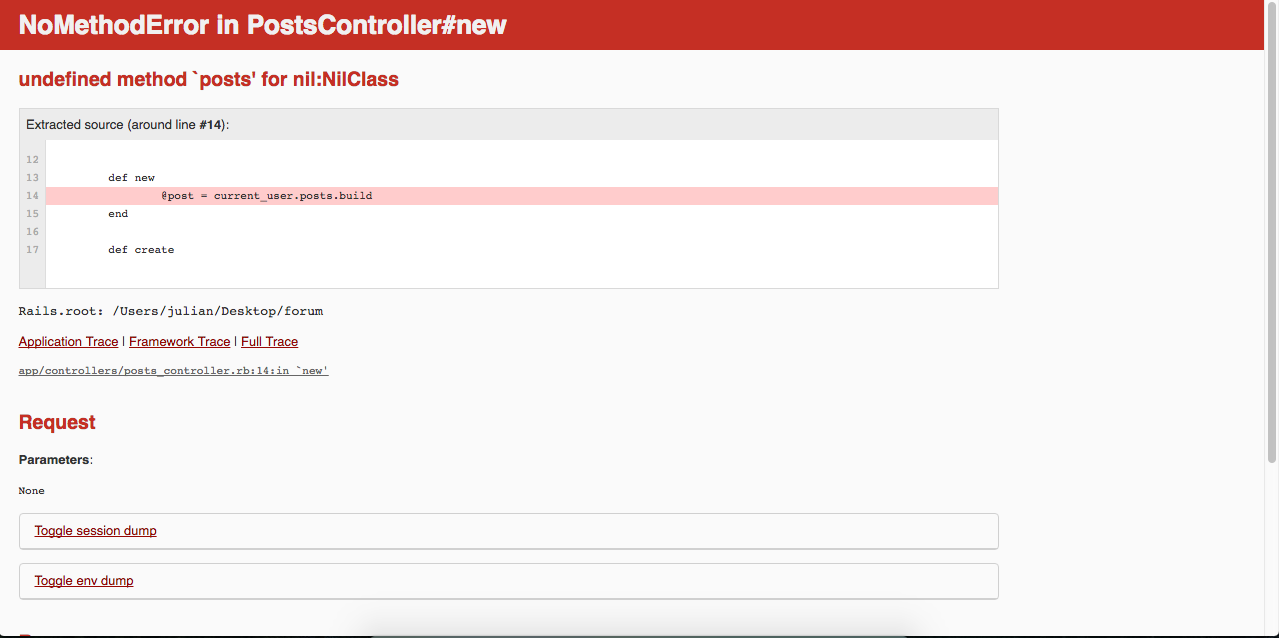 NoMethodError in PostsController#new
undefined method `posts' for nil:NilClass
Extracted source (around line #14):
12
13 def new
14 @post = current_user.posts.build
15 end
16
17 def create
Rails.root: /Users/julian/Desktop/forum
Application Trace | Framework Trace | Full Trace
app/controllers/posts_controller.rb:14:in `new'
Request
Parameters:
None
Toggle session dump
Toggle env dump